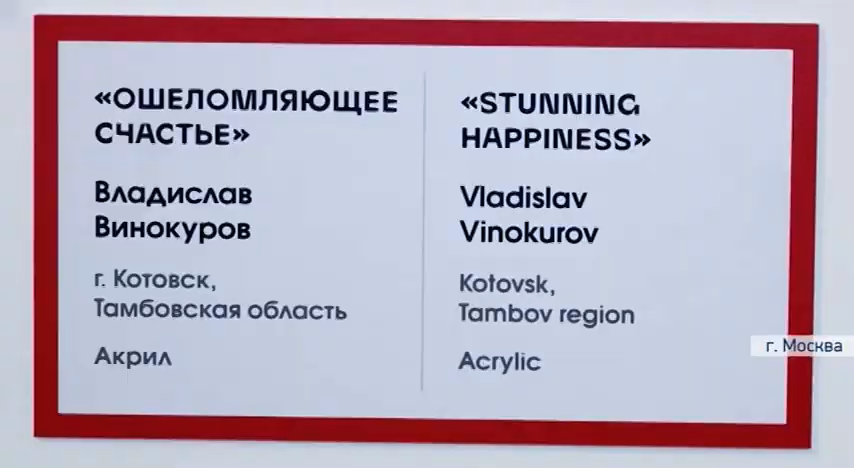 «ОШЕЛОМЛЯЮЩЕЕ
СЧАСТЬЕ»
Владислав
Винокуров
г. Котовск,
Тамбовская область
Акрил
«STUNNING
HAPPINESS»
Vladislav
Vinokurov
Kotovsk,
Tambov region
Acrylic
г. Москва